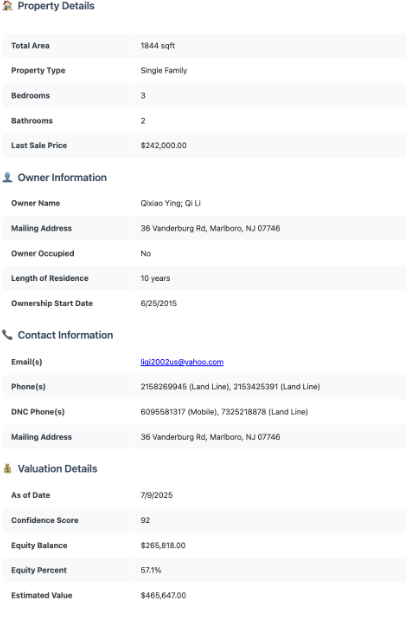 Property Details
Total Area 1844 sqft
Property Type Single Family
Bedrooms 3
Bathrooms 2
Last Sale Price $242,000.00
Owner Information
Owner Name Qixiao Ying; Qi Li
Mailing Address 36 Vanderburg Rd, Marlboro, NJ 07746
Owner Occupied No
Length of Residence 10 years
Ownership Start Date 6/25/2015
Contact Information
Email(s) liqi2002us@yahoo.com
Phone(s) 2158269945 (Land Line), 2153425391 (Land Line)
DNC Phone(s) 6095581317 (Mobile), 7325218878 (Land Line)
Mailing Address 36 Vanderburg Rd, Marlboro, NJ 07746
Valuation Details
As of Date 7/9/2025
Confidence Score 92
Equity Balance $265,818.00
Equity Percent 57.1%
Estimated Value $465,647.00